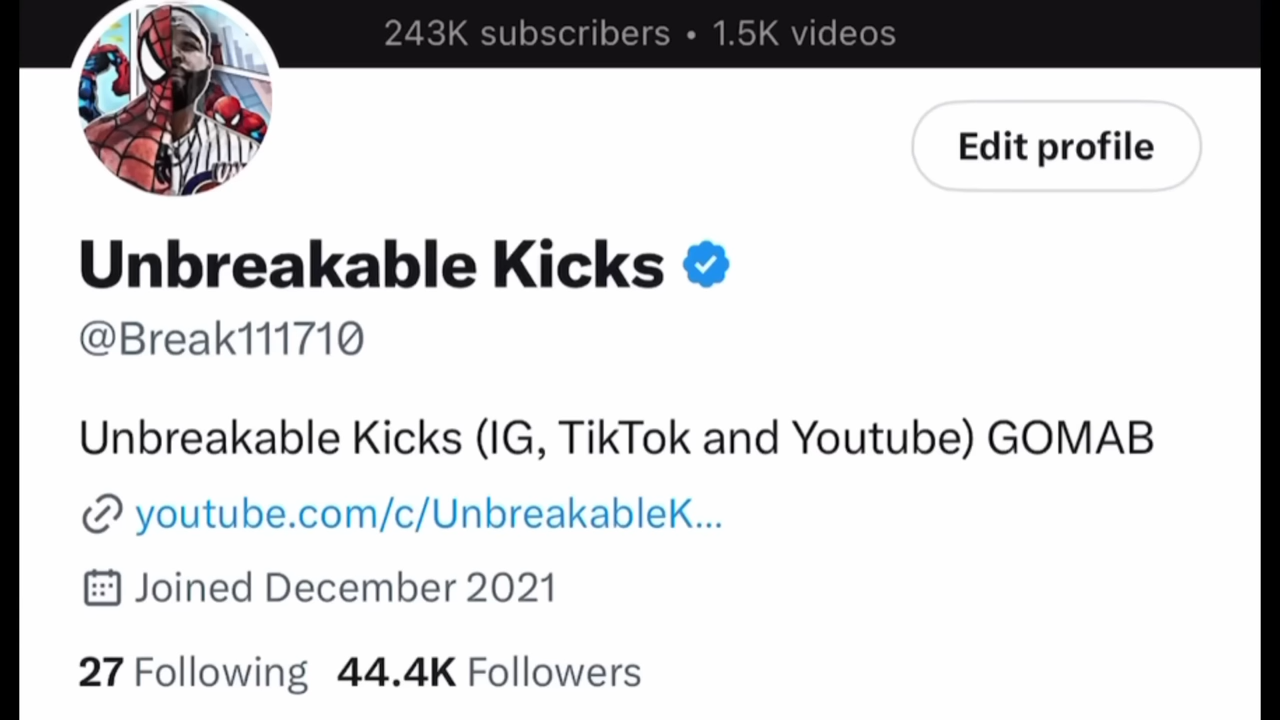 243K subscribers • 1.5K videos
Edit profile
Unbreakable Kicks
@Break111710
Unbreakable Kicks (IG, TikTok and Youtube) GOMAB
youtube.com/c/UnbreakableK...
Joined December 2021
27 Following 44.4K Followers